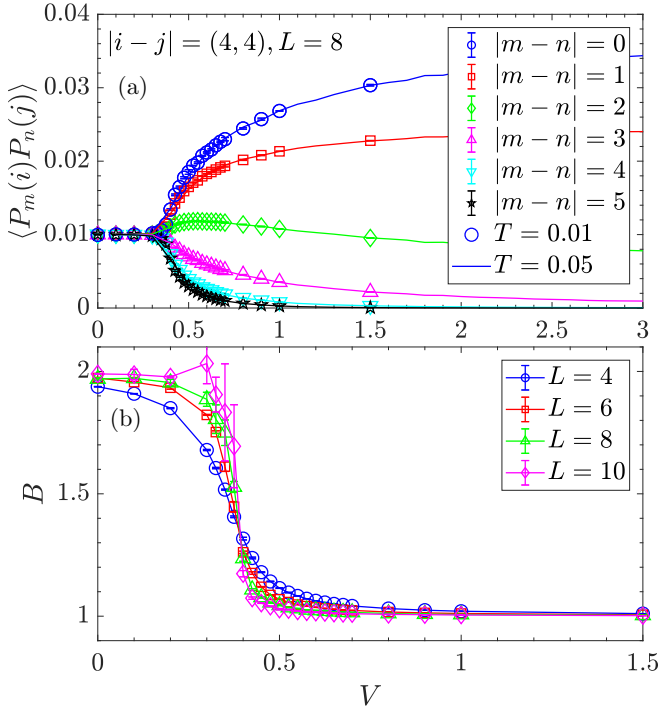 |i − j| = (4, 4), L = 8
(a)
⟨P_m(i)P_n(j)⟩
0.04
0.03
0.02
0.01
0
0 0.5 1 1.5 2 2.5 3
|m − n| = 0
|m − n| = 1
|m − n| = 2
|m − n| = 3
|m − n| = 4
|m − n| = 5
T = 0.01
T = 0.05
(b)
B
2
1.5
1
0 0.5 1 1.5
V
L = 4
L = 6
L = 8
L = 10